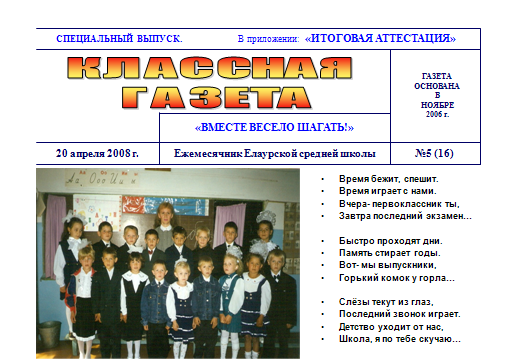 СПЕЦИАЛЬНЫЙ ВЫПУСК.
В приложении: «ИТОГОВАЯ АТТЕСТАЦИЯ»
КЛАССНАЯ
ГАЗЕТА
ГАЗЕТА
ОСНОВАНА
В
НОЯБРЕ
2006 г.
«ВМЕСТЕ ВЕСЕЛО ШАГАТЬ!»
20 апреля 2008 г.
Ежемесячник Елаурской средней школы
№5 (16)
• Время бежит, спешит.
• Время играет с нами.
• Вчера- первоклассник ты,
• Завтра последний экзамен...
• Быстро проходят дни.
• Память стирает годы.
• Вот- мы выпускники,
• Горький комок у горла...
• Слёзы текут из глаз,
• Последний звонок играет.
• Детство уходит от нас,
• Школа, я по тебе скучаю...